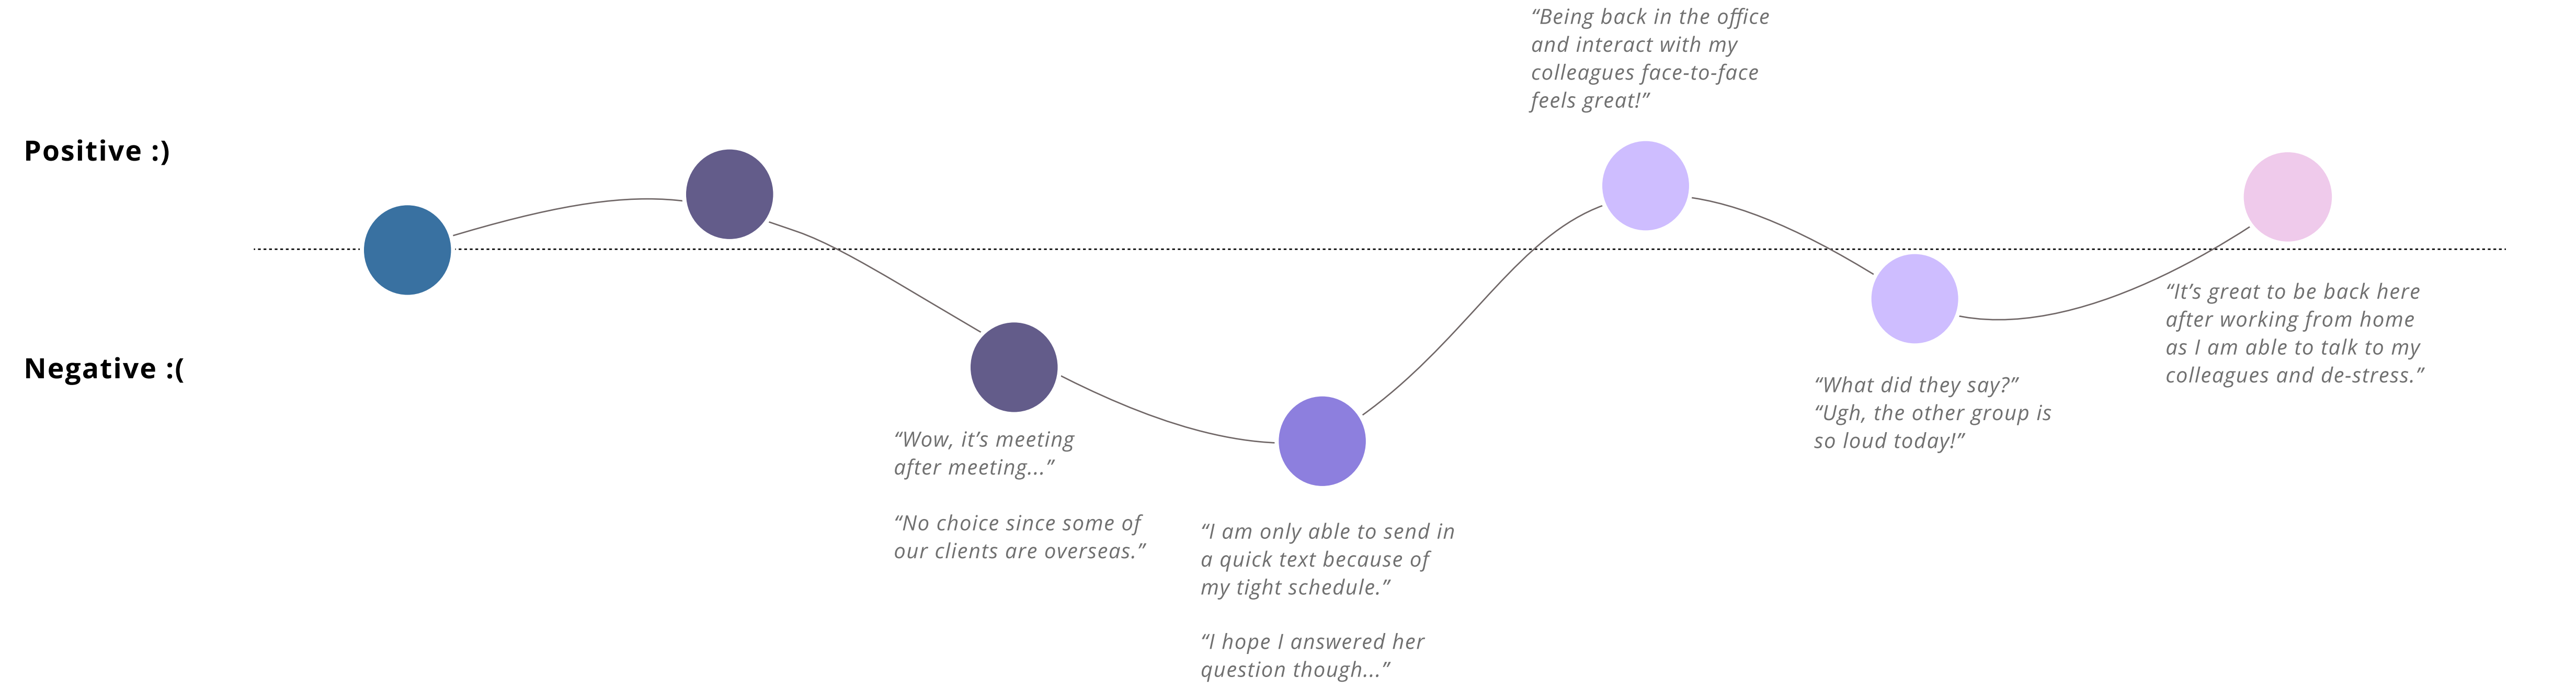 Positive :)
Negative :(
“Wow, it’s meeting
after meeting...”
“No choice since some of
our clients are overseas.”
“I am only able to send in
a quick text because of
my tight schedule.”
“I hope I answered her
question though...”
“Being back in the office
and interact with my
colleagues face-to-face
feels great!”
“What did they say?”
“Ugh, the other group is
so loud today!”
“It’s great to be back here
after working from home
as I am able to talk to my
colleagues and de-stress.”